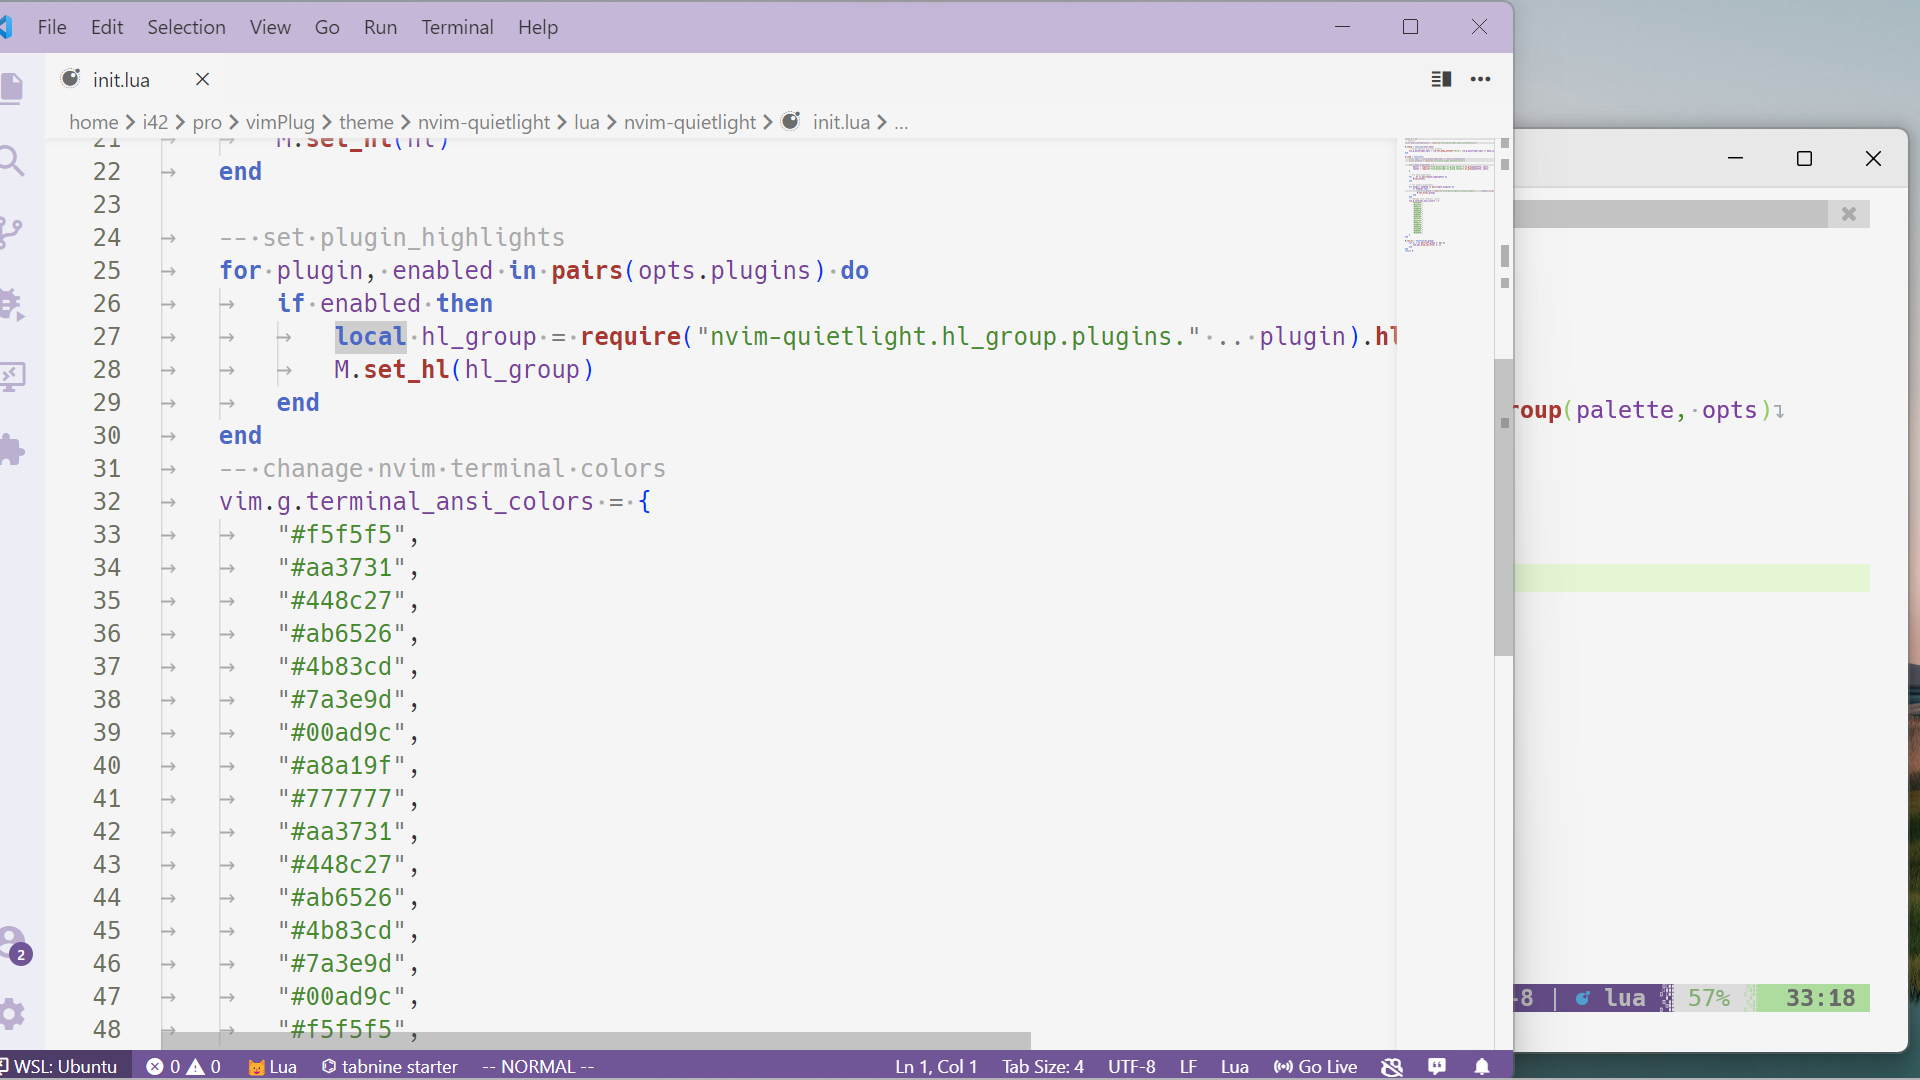 File Edit Selection View Go Run Terminal Help
init.lua
home > i42 > pro > vimPlug > theme > nvim-quietlight > lua > nvim-quietlight > init.lua > ...
21 M.set_hl(hl)
22 end
23
24 -- set plugin_highlights
25 for plugin, enabled in pairs(opts.plugins) do
26 if enabled then
27 local hl_group = require("nvim-quietlight.hl_group.plugins." .. plugin).hl
28 M.set_hl(hl_group)
29 end
30 end
31 -- chanage nvim terminal colors
32 vim.g.terminal_ansi_colors = {
33 "#f5f5f5",
34 "#aa3731",
35 "#448c27",
36 "#ab6526",
37 "#4b83cd",
38 "#7a3e9d",
39 "#00ad9c",
40 "#a8a19f",
41 "#777777",
42 "#aa3731",
43 "#448c27",
44 "#ab6526",
45 "#4b83cd",
46 "#7a3e9d",
47 "#00ad9c",
48 "#f5f5f5",
2
WSL: Ubuntu 0 0 Lua tabnine starter -- NORMAL -- Ln 1, Col 1 Tab Size: 4 UTF-8 LF Lua Go Live
roup(palette, opts)
-8 | lua 57% 33:18